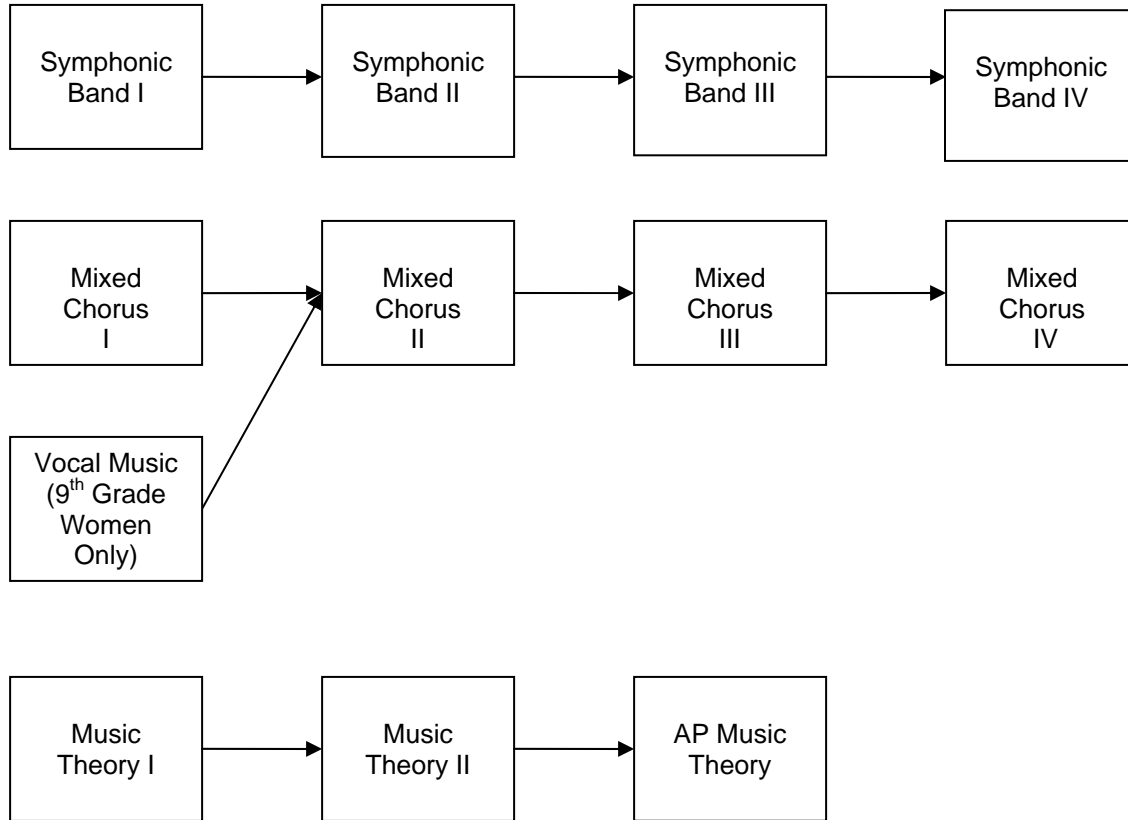 Symphonic
Band I
Symphonic
Band II
Symphonic
Band III
Symphonic
Band IV
Mixed
Chorus
I
Mixed
Chorus
II
Mixed
Chorus
III
Mixed
Chorus
IV
Vocal Music
(9th Grade
Women
Only)
Music
Theory I
Music
Theory II
AP Music
Theory